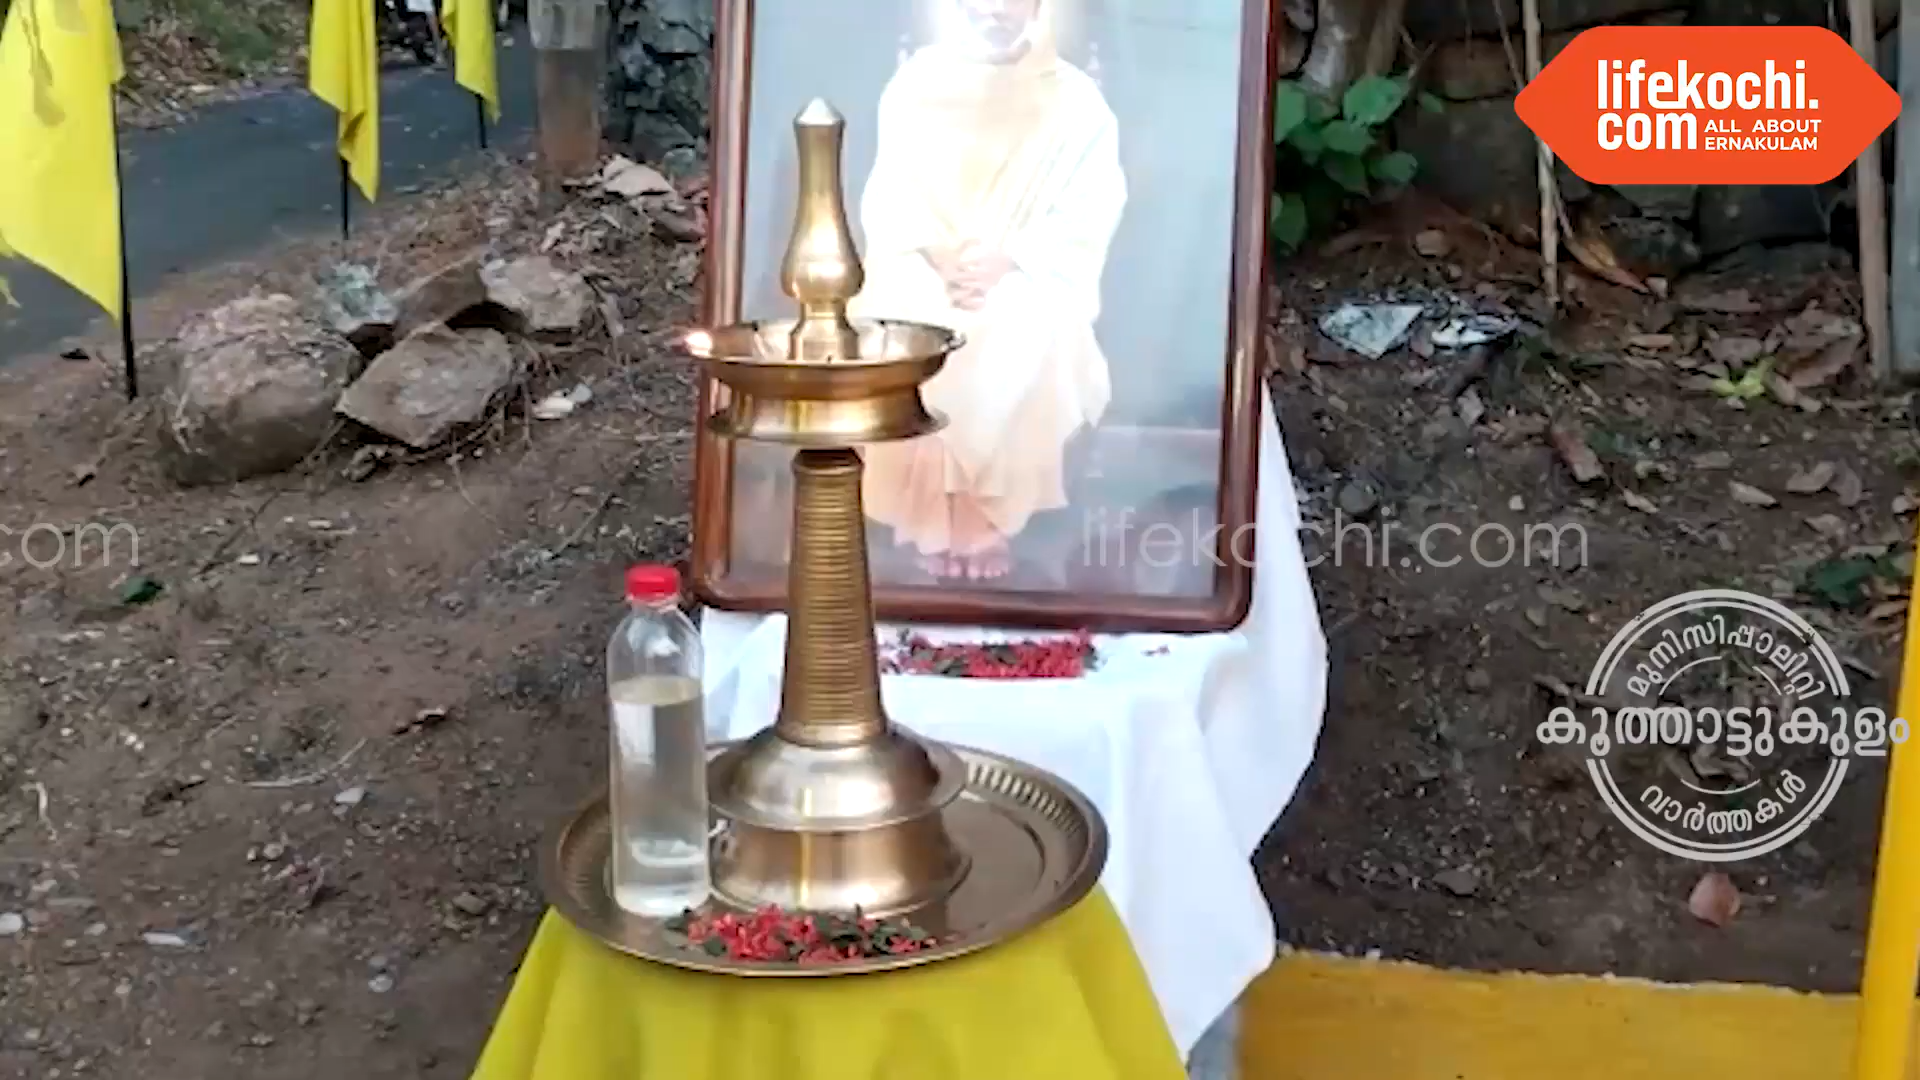 lifekochi.
com ALL ABOUT
ERNAKULAM
.com
lifekochi.com
മുനിസിപ്പാലിറ്റി
കൂത്താട്ടുകുളം
വാർത്തകൾ